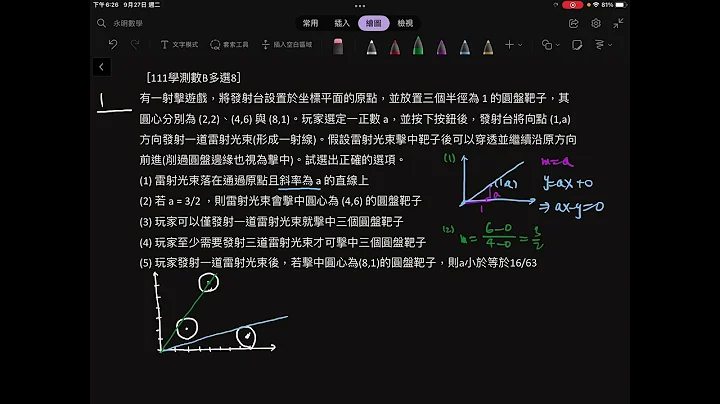 下午6:26 9月27日 週二
81%
永明數學
常用 插入 繪圖 檢視
文字模式 套索工具 插入空白區域
[111學測數B多選8]
1
有一射擊遊戲，將發射台設置於坐標平面的原點，並放置三個半徑為 1 的圓盤靶子，其
圓心分別為 (2,2)、(4,6) 與 (8,1)。玩家選定一正數 a，並按下按鈕後，發射台將向點 (1,a)
方向發射一道雷射光束(形成一射線)。假設雷射光束擊中靶子後可以穿透並繼續沿原方向
前進(削過圓盤邊緣也視為擊中)。試選出正確的選項。
(1) 雷射光束落在通過原點且斜率為 a 的直線上
(2) 若 a = 3/2 ，則雷射光束會擊中圓心為 (4,6) 的圓盤靶子
(3) 玩家可以僅發射一道雷射光束就擊中三個圓盤靶子
(4) 玩家至少需要發射三道雷射光束才可擊中三個圓盤靶子
(5) 玩家發射一道雷射光束後，若擊中圓心為(8,1)的圓盤靶子，則a小於等於16/63
(1)
(1,a)
a
1
m=a
y=ax+0
⇒ ax-y=0
(2)
m = 6-0/4-0 = 3/2